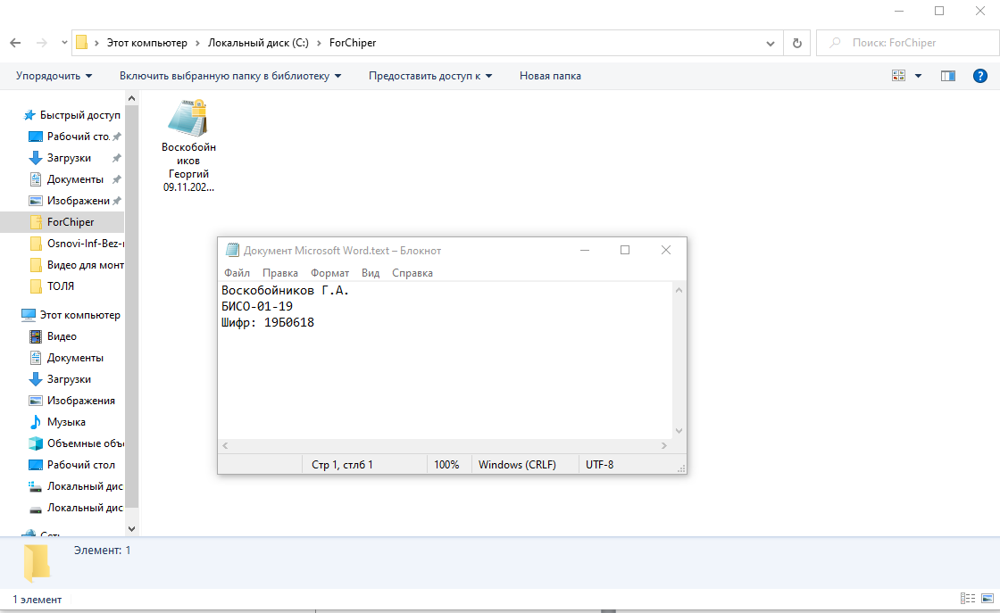 Этот компьютер
Локальный диск (C:)
ForChiper
Поиск: ForChiper
Упорядочить
Включить выбранную папку в библиотеку
Предоставить доступ к
Новая папка
?
Быстрый доступ
Рабочий сто.
Загрузки
Документы
Изображени
ForChiper
Osnovi-Inf-Bez-
Видео для монт
ТОЛЯ
Этот компьютер
Видео
Документы
Загрузки
Изображения
Музыка
Объемные объ
Рабочий стол
Локальный дис
Локальный дис
Сеть
Воскобойн
иков
Георгий
09.11.202...
Документ Microsoft Word.text – Блокнот
Файл Правка Формат Вид Справка
Воскобойников Г.А.
БИСО-01-19
Шифр: 19Б0618
Стр 1, стлб 1
100%
Windows (CRLF)
UTF-8
Элемент: 1
1 элемент